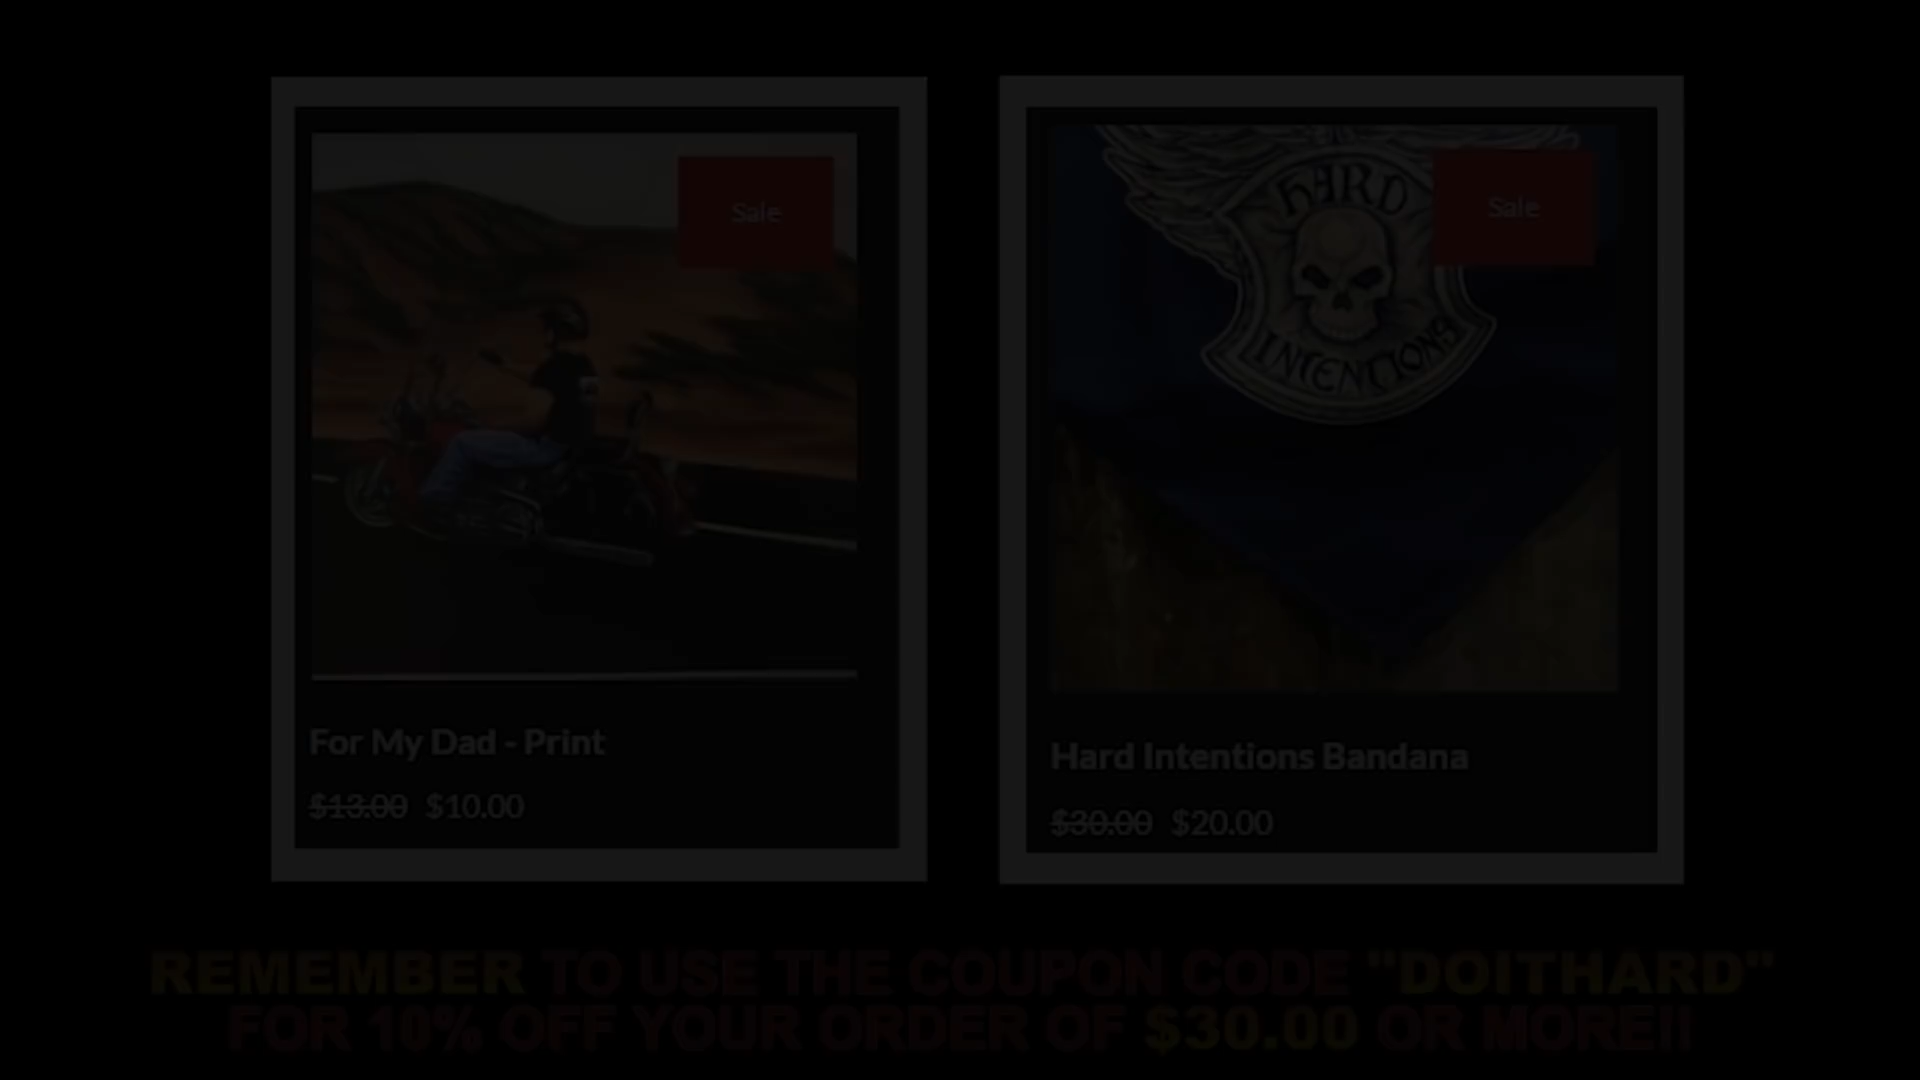 Sale
HARD
INTENTIONS
For My Dad - Print
$13.00 $10.00
Sale
Hard Intentions Bandana
$30.00 $20.00
REMEMBER TO USE THE COUPON CODE "DOITHARD"
FOR 10% OFF YOUR ORDER OF $30.00 OR MORE!!